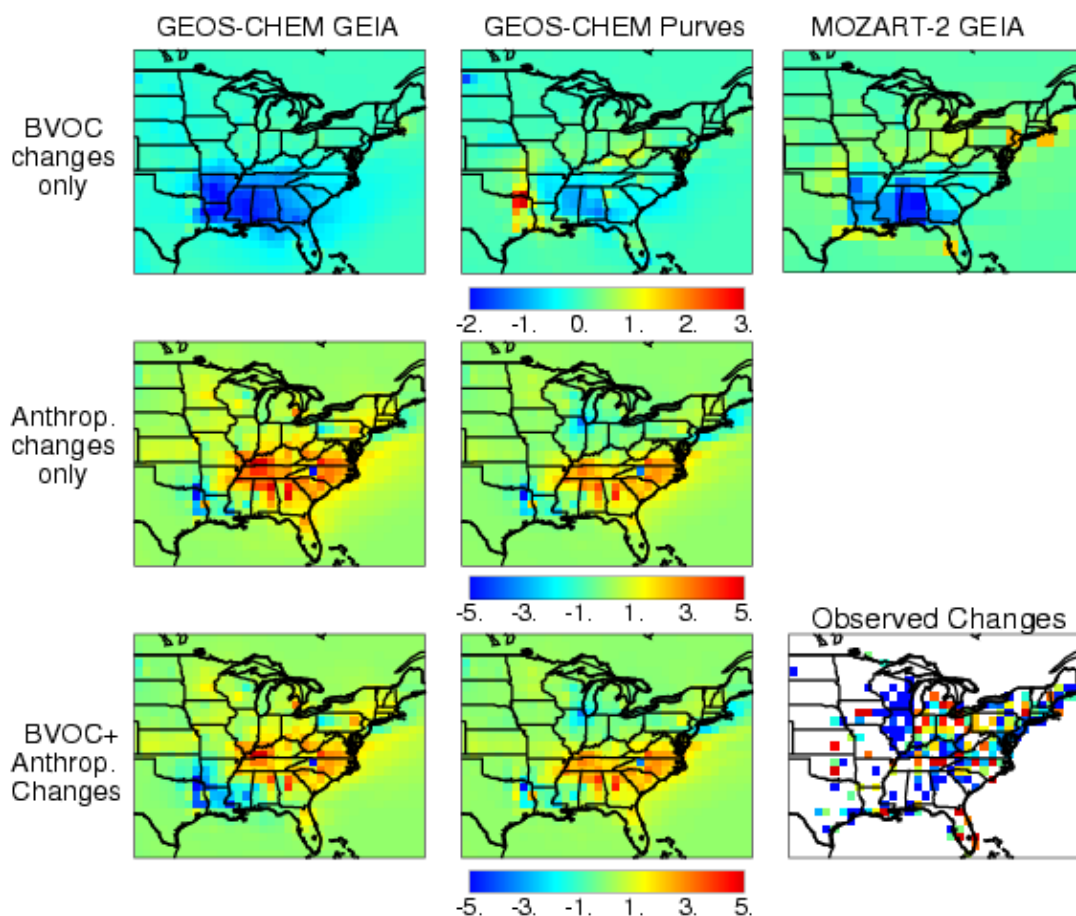 GEOS-CHEM GEIA
GEOS-CHEM Purves
MOZART-2 GEIA
BVOC
changes
only
-2. -1. 0. 1. 2. 3.
Anthrop.
changes
only
-5. -3. -1. 1. 3. 5.
Observed Changes
BVOC+
Anthrop.
Changes
-5. -3. -1. 1. 3. 5.